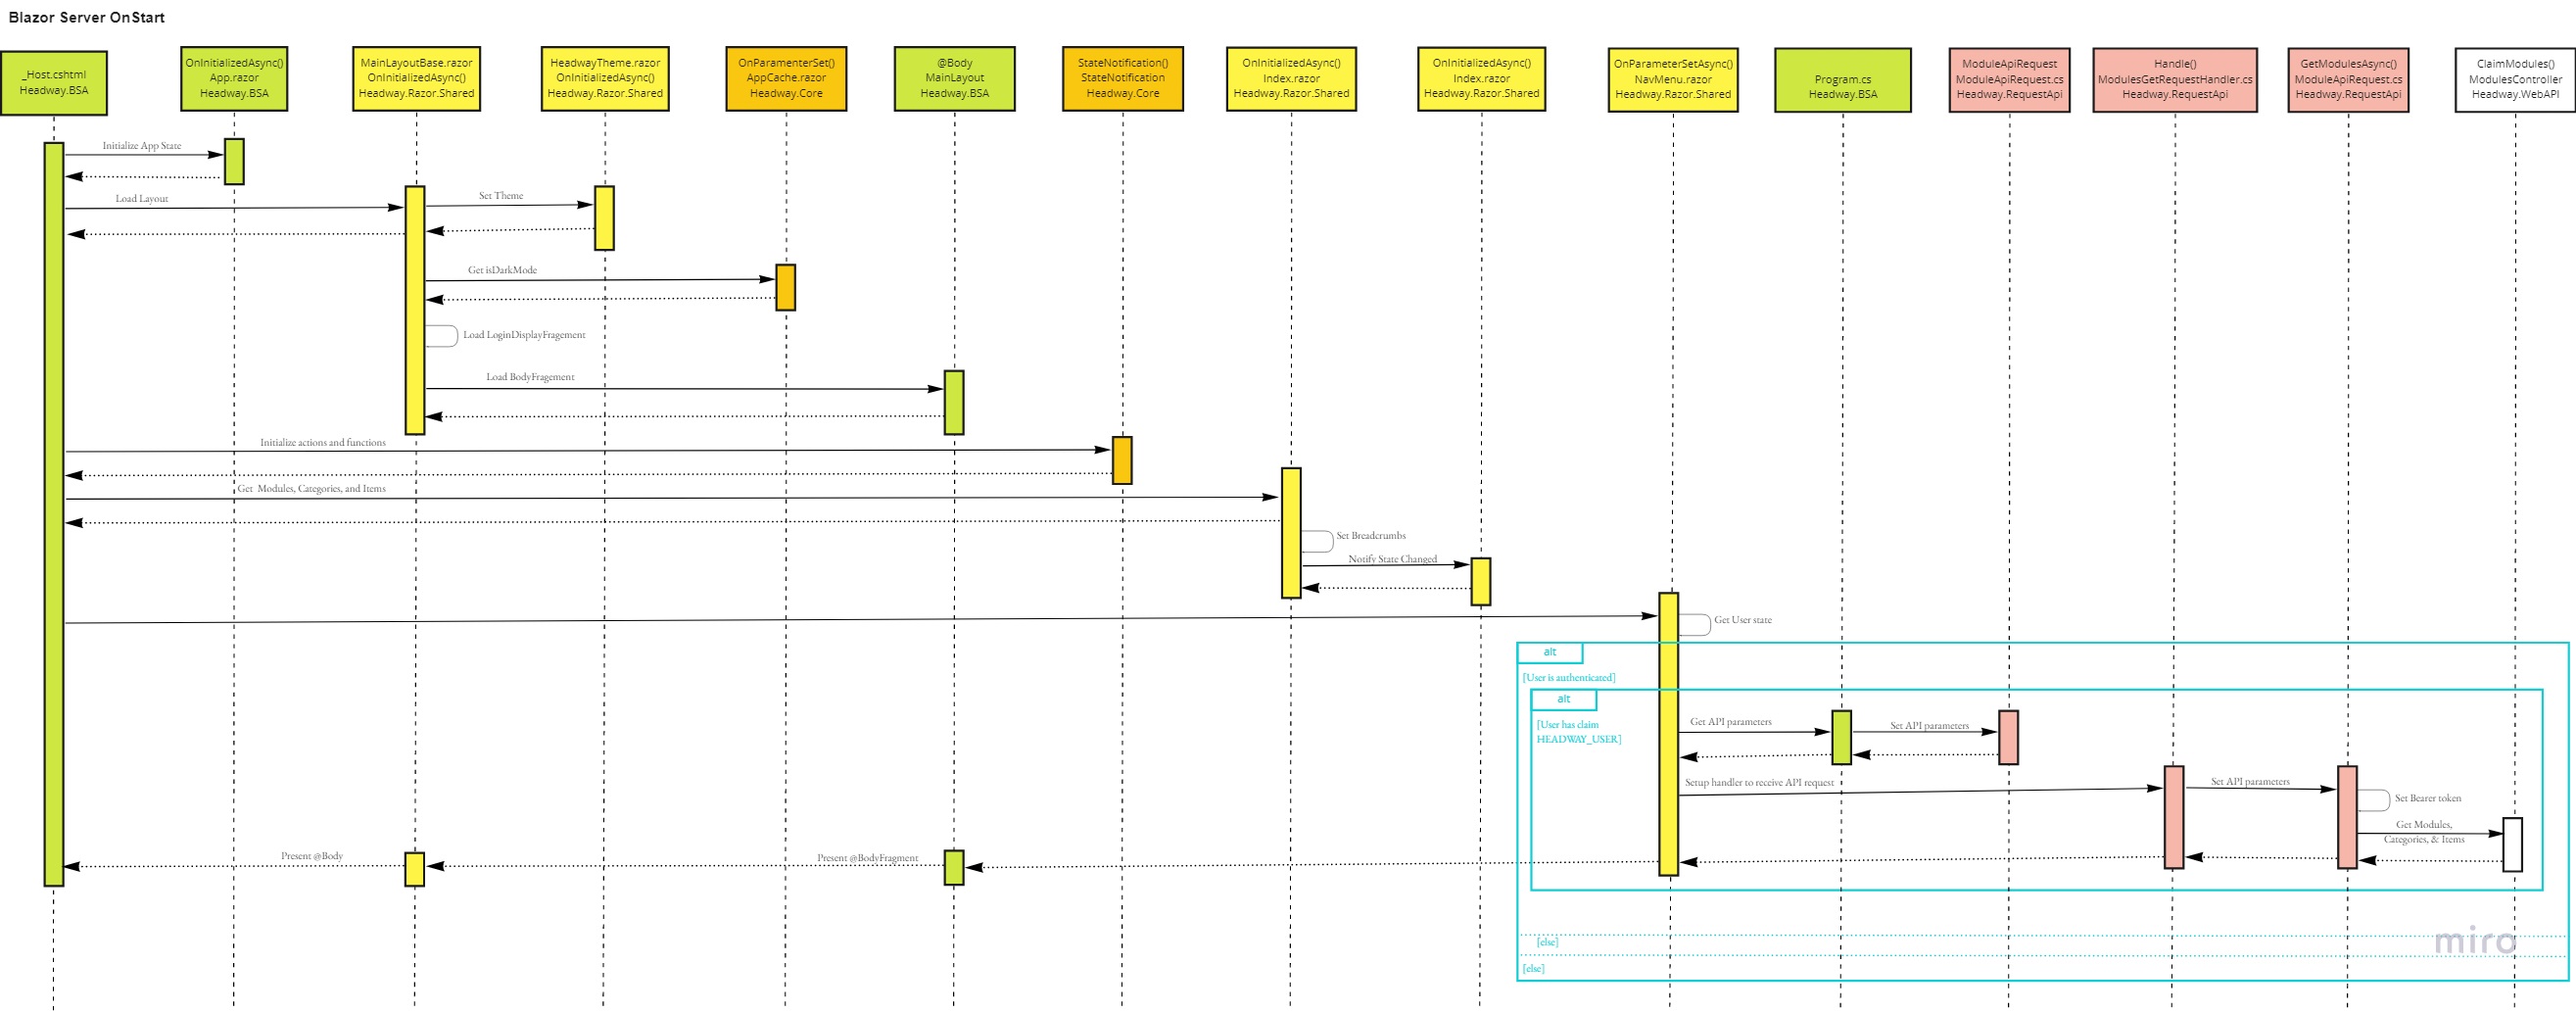 Blazor Server OnStart
_Host.cshtml
Headway.BSA
OnInitializedAsync()
App.razor
Headway.BSA
MainLayoutBase.razor
OnInitializedAsync()
Headway.Razor.Shared
HeadwayTheme.razor
OnInitializedAsync()
Headway.Razor.Shared
OnParamenterSet()
AppCache.razor
Headway.Core
@Body
MainLayout
Headway.BSA
StateNotification()
StateNotification
Headway.Core
OnInitializedAsync()
Index.razor
Headway.Razor.Shared
OnInitializedAsync()
Index.razor
Headway.Razor.Shared
OnParameterSetAsync()
NavMenu.razor
Headway.Razor.Shared
Program.cs
Headway.BSA
ModuleApiRequest
ModuleApiRequest.cs
Headway.RequestApi
Handle()
ModulesGetRequestHandler.cs
Headway.RequestApi
GetModulesAsync()
ModuleApiRequest.cs
Headway.RequestApi
ClaimModules()
ModulesController
Headway.WebAPI
Initialize App State
Load Layout
Set Theme
Get isDarkMode
Load LoginDisplayFragement
Load BodyFragement
Initialize actions and functions
Get Modules, Categories, and Items
Set Breadcrumbs
Notify State Changed
Get User state
alt
[User is authenticated]
alt
[User has claim
HEADWAY_USER]
Get API parameters
Set API parameters
Setup handler to receive API request
Set API parameters
Set Bearer token
Get Modules,
Categories, & Items
Present @Body
Present @BodyFragment
[else]
[else]
miro